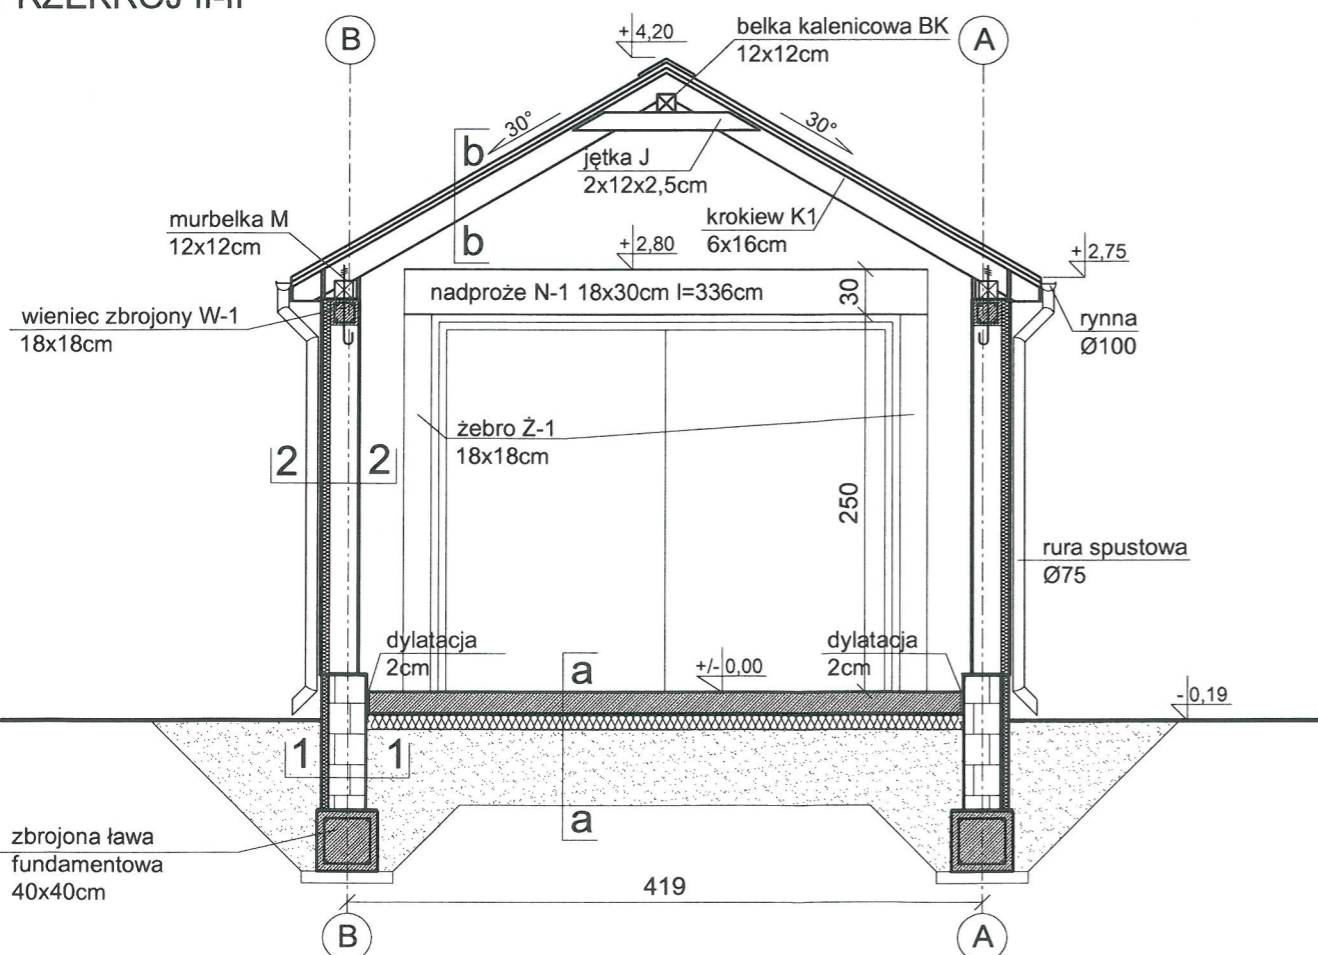 B
A
+4,20
belka kalenicowa BK
12x12cm
30°
30°
b
jętka J
2x12x2,5cm
murbelka M
12x12cm
krokiew K1
6x16cm
b
+2,80
+2,75
nadproże N-1 18x30cm l=336cm
30
wieniec zbrojony W-1
18x18cm
rynna
Ø100
żebro Ż-1
18x18cm
2
2
250
rura spustowa
Ø75
dylatacja
2cm
a
+/- 0,00
dylatacja
2cm
- 0,19
1
1
a
zbrojona ława
fundamentowa
40x40cm
419
B
A